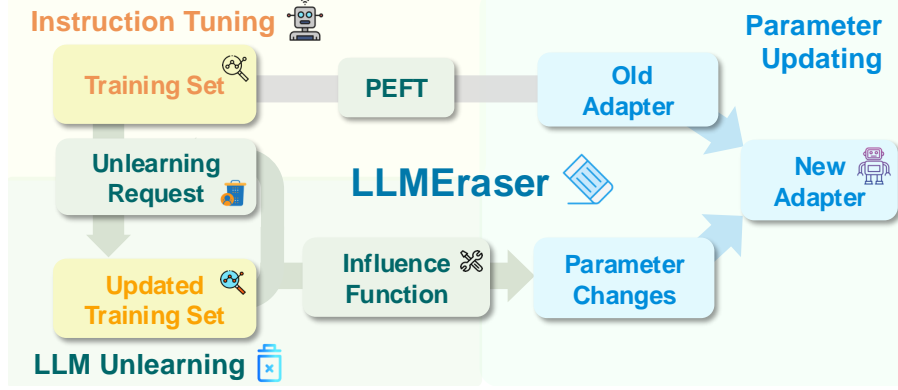 Instruction Tuning
Parameter
Updating
Training Set
PEFT
Old
Adapter
Unlearning
Request
LLMEraser
New
Adapter
Updated
Training Set
Influence
Function
Parameter
Changes
LLM Unlearning